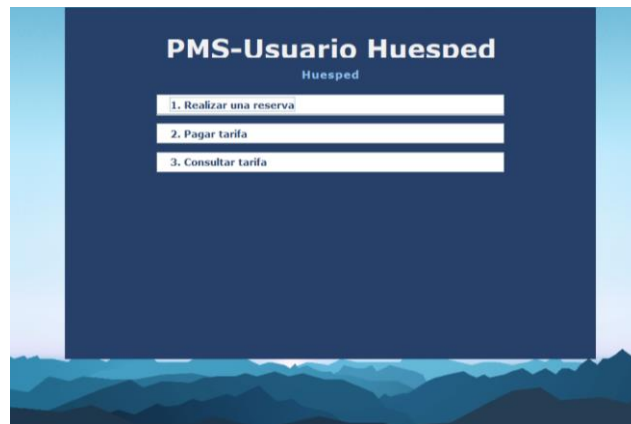 PMS-Usuario Huesped
Huesped
1. Realizar una reserva
2. Pagar tarifa
3. Consultar tarifa